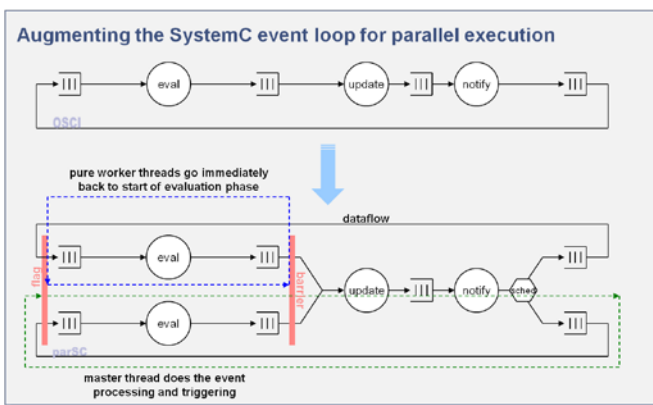 Augmenting the SystemC event loop for parallel execution
eval
update
notify
OSCI
pure worker threads go immediately
back to start of evaluation phase
dataflow
eval
flag
barrier
update
notify
sched
eval
parSC
master thread does the event
processing and triggering